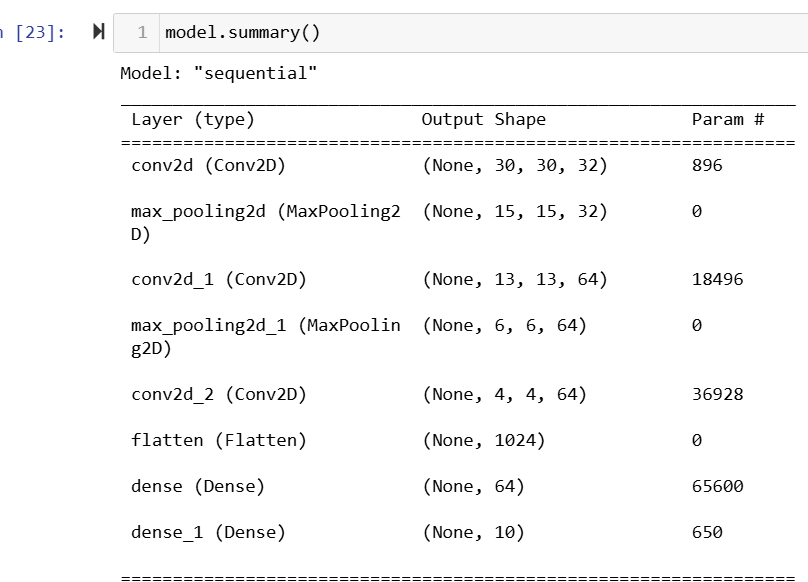 [23]:
1 model.summary()
Model: "sequential"
Layer (type) Output Shape Param #
=================================================================
conv2d (Conv2D) (None, 30, 30, 32) 896
max_pooling2d (MaxPooling2 (None, 15, 15, 32) 0
D)
conv2d_1 (Conv2D) (None, 13, 13, 64) 18496
max_pooling2d_1 (MaxPoolin (None, 6, 6, 64) 0
g2D)
conv2d_2 (Conv2D) (None, 4, 4, 64) 36928
flatten (Flatten) (None, 1024) 0
dense (Dense) (None, 64) 65600
dense_1 (Dense) (None, 10) 650
=================================================================